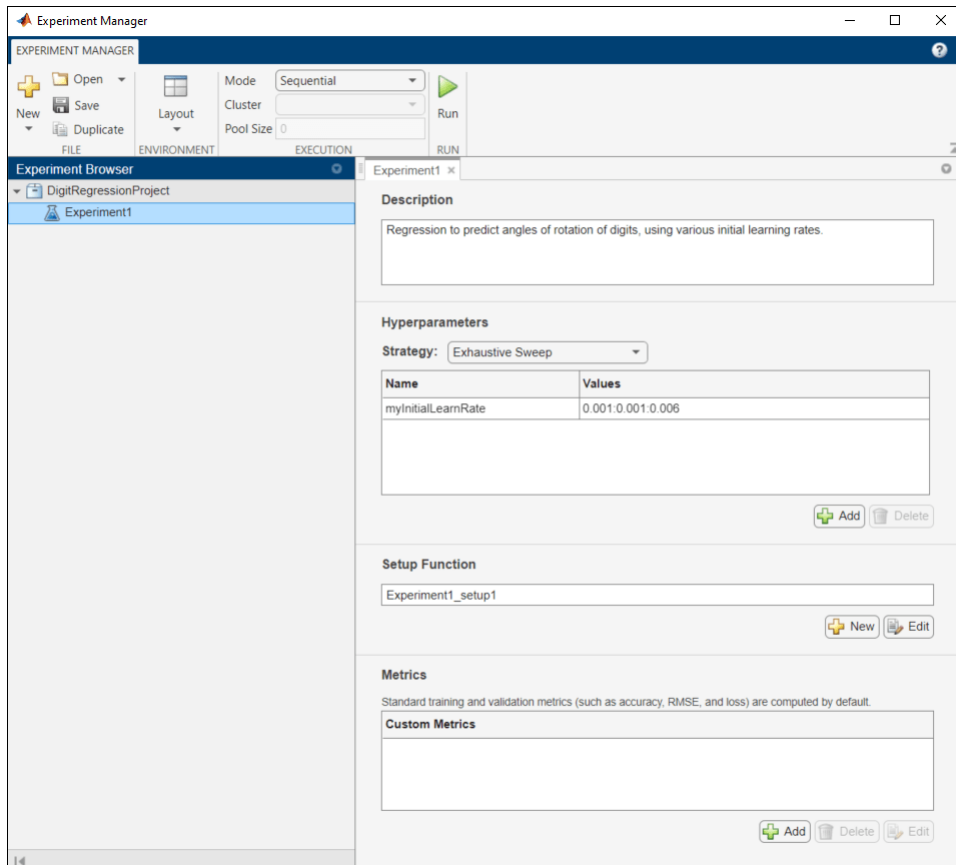 Experiment Manager
EXPERIMENT MANAGER
New
Open
Save
Duplicate
FILE
Layout
ENVIRONMENT
Mode Sequential
Cluster
Pool Size 0
EXECUTION
Run
RUN
Experiment Browser
DigitRegressionProject
Experiment1
Experiment1
Description
Regression to predict angles of rotation of digits, using various initial learning rates.
Hyperparameters
Strategy: Exhaustive Sweep
Name Values
myInitialLearnRate 0.001:0.001:0.006
Add Delete
Setup Function
Experiment1_setup1
New Edit
Metrics
Standard training and validation metrics (such as accuracy, RMSE, and loss) are computed by default.
Custom Metrics
Add Delete Edit